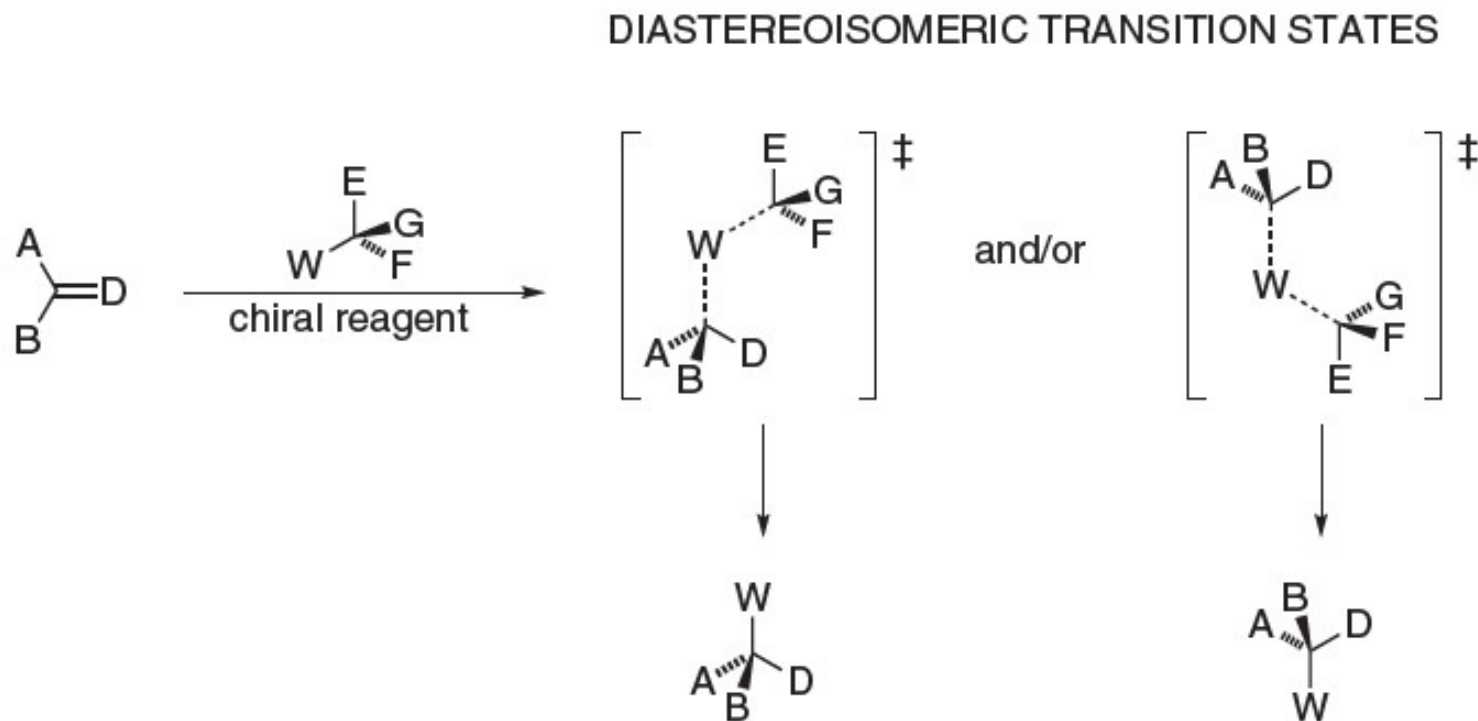 DIASTEREOISOMERIC TRANSITION STATES
A
B
D
E
W
G
F
chiral reagent
E
G
F
W
A
B
D
‡
and/or
B
A
D
W
G
F
E
‡
W
A
B
D
B
A
D
W